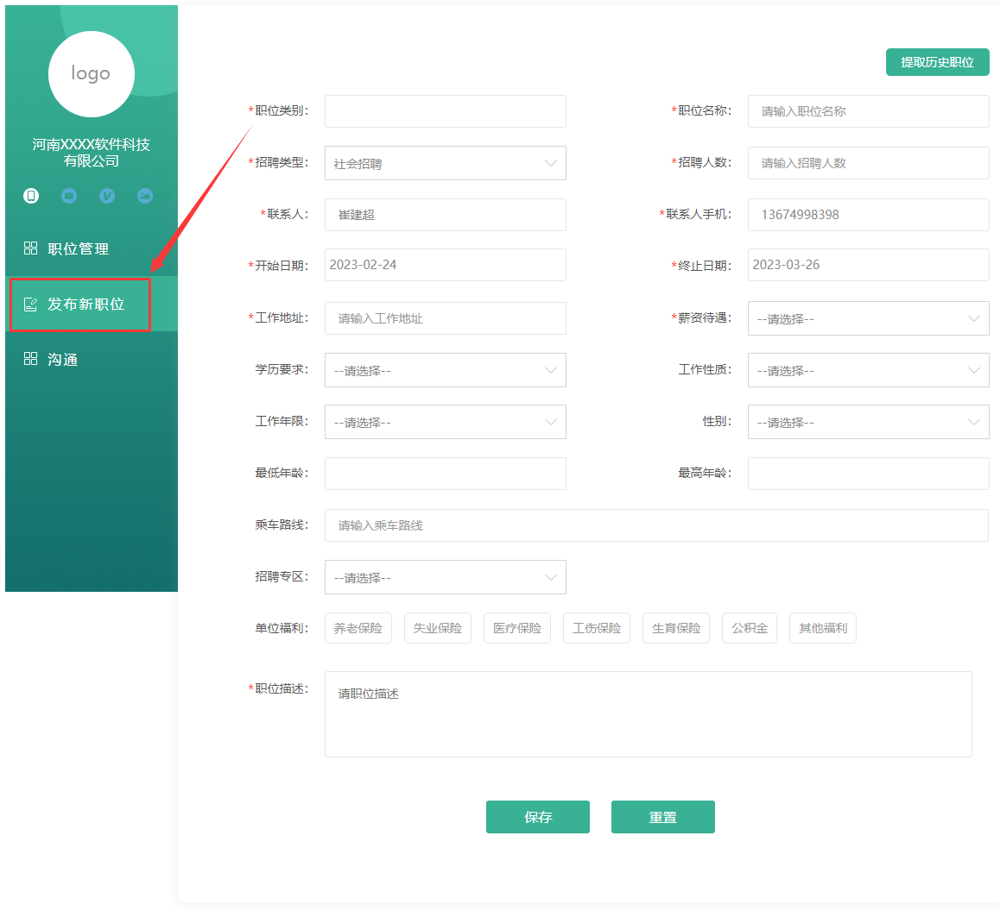 logo
河南XXXX软件科技
有限公司
职位管理
发布新职位
沟通
提取历史职位
*职位类别：
*职位名称： 请输入职位名称
*招聘类型： 社会招聘
*招聘人数： 请输入招聘人数
*联系人： 崔建超
*联系人手机： 13674998398
*开始日期： 2023-02-24
*终止日期： 2023-03-26
*工作地址： 请输入工作地址
*薪资待遇： --请选择--
学历要求： --请选择--
工作性质： --请选择--
工作年限： --请选择--
性别： --请选择--
最低年龄：
最高年龄：
乘车路线： 请输入乘车路线
招聘专区： --请选择--
单位福利： 养老保险 失业保险 医疗保险 工伤保险 生育保险 公积金 其他福利
*职位描述： 请职位描述
保存 重置